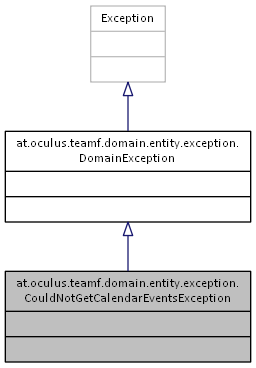 Exception
at.oculus.teamf.domain.entity.exception.
DomainException
at.oculus.teamf.domain.entity.exception.
CouldNotGetCalendarEventsException